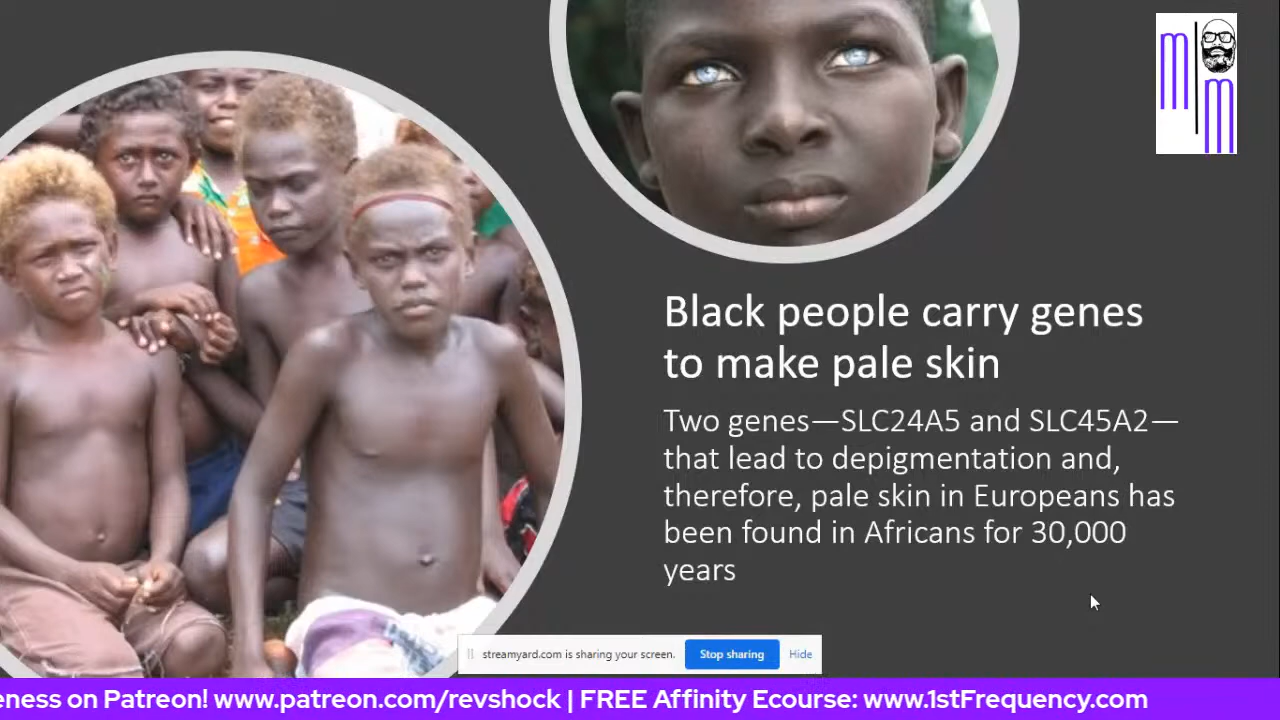 m m
Black people carry genes
to make pale skin
Two genes—SLC24A5 and SLC45A2—
that lead to depigmentation and,
therefore, pale skin in Europeans has
been found in Africans for 30,000
years
streamyard.com is sharing your screen. Stop sharing Hide
eness on Patreon! www.patreon.com/revshock | FREE Affinity Ecourse: www.1stFrequency.com